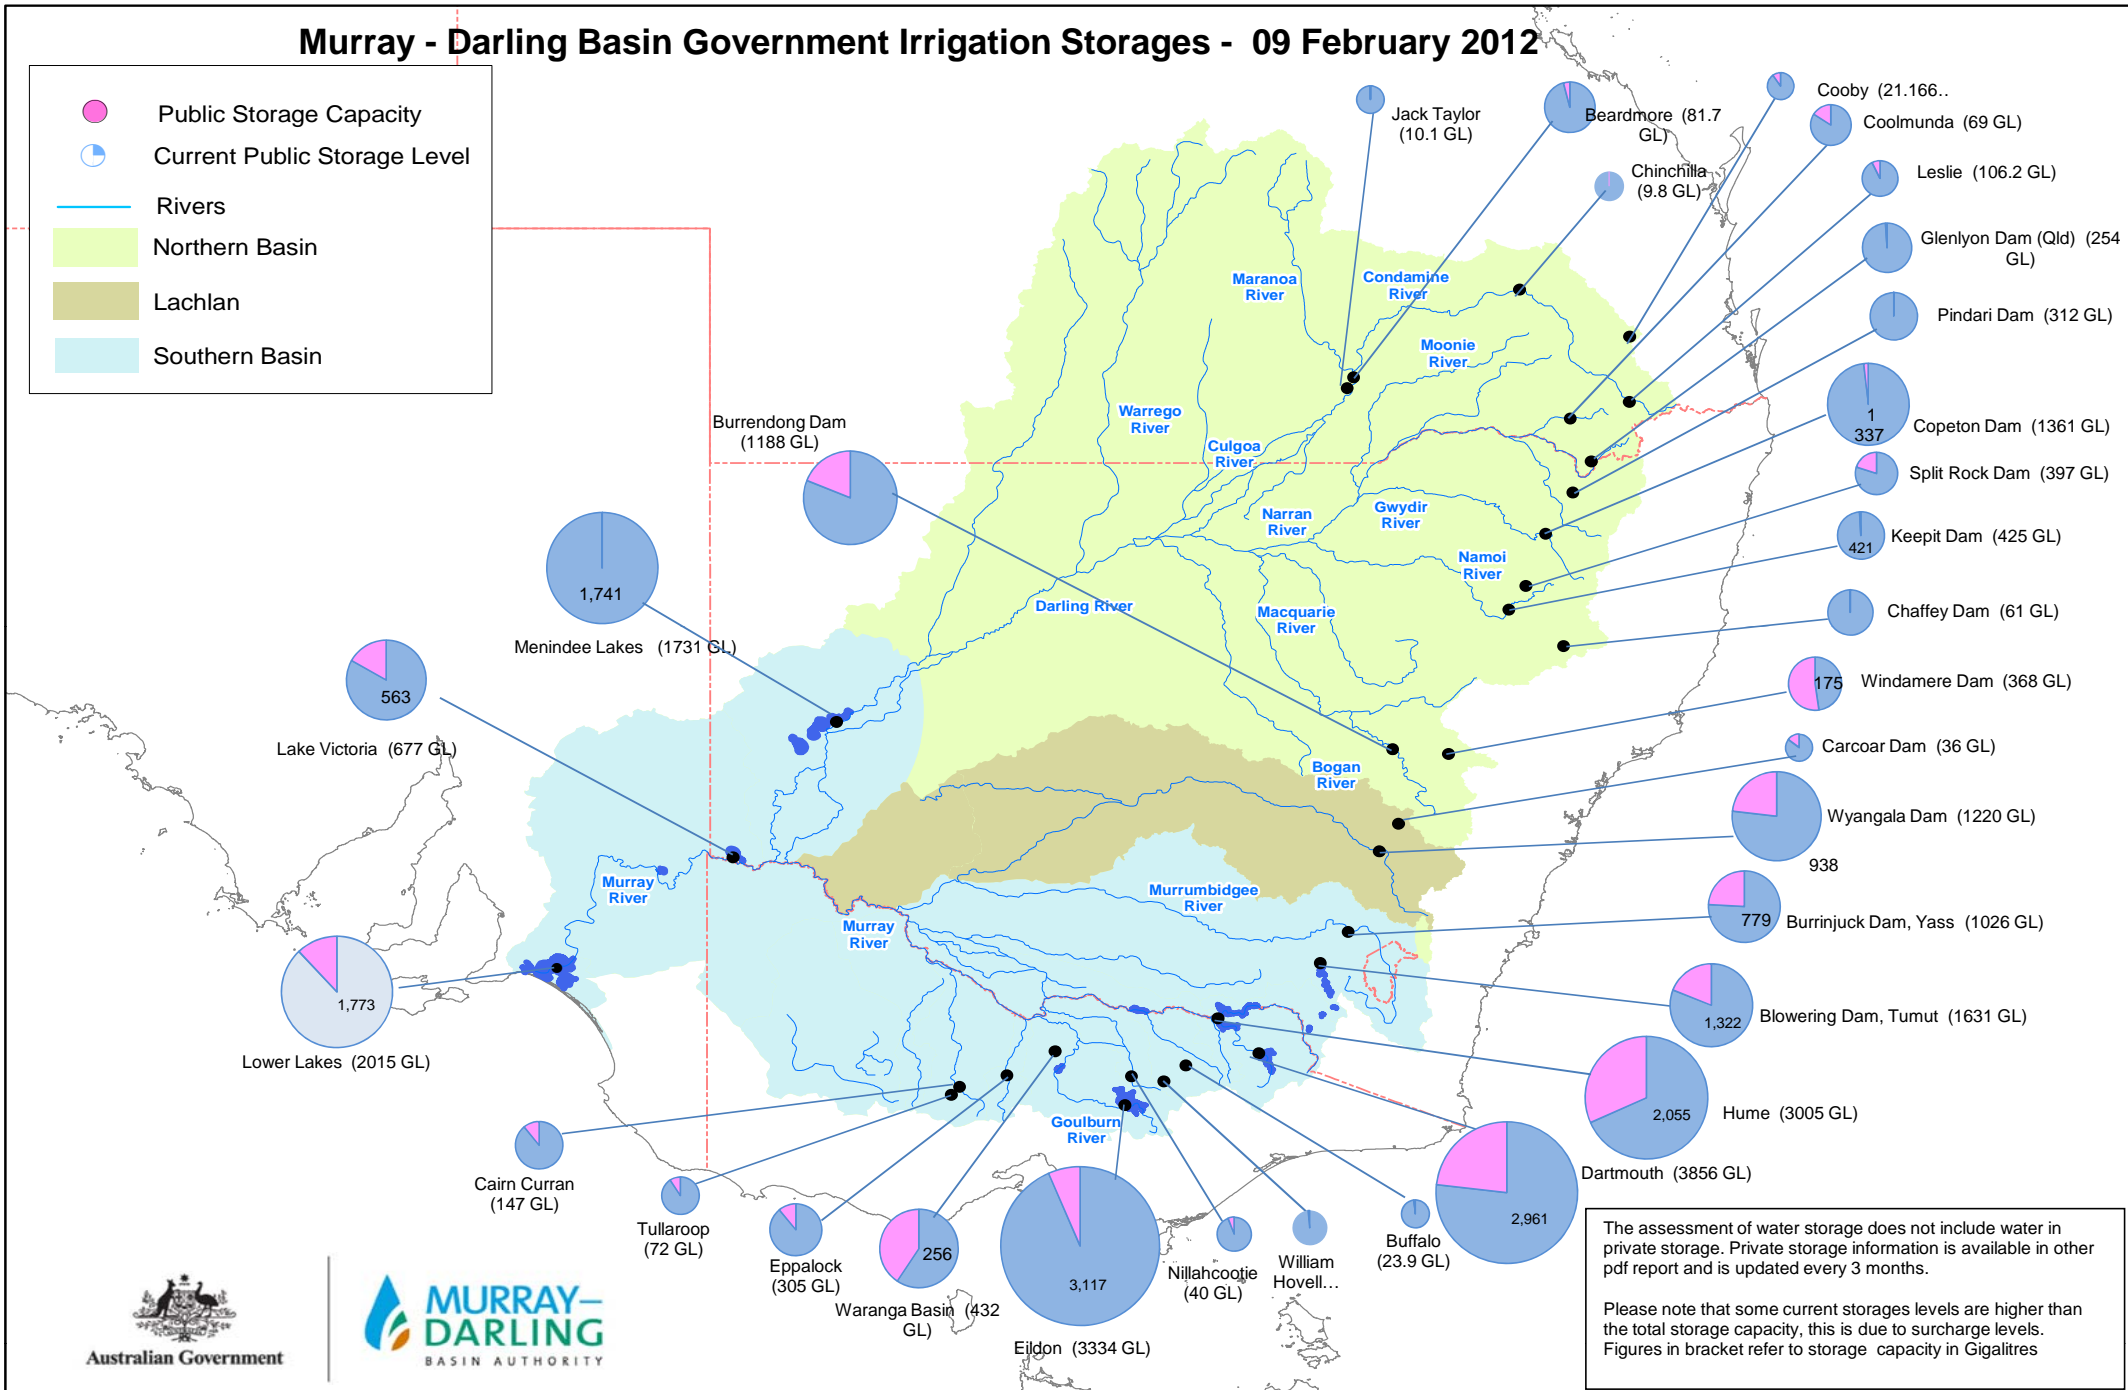 Murray - Darling Basin Government Irrigation Storages - 09 February 2012
Public Storage Capacity
Current Public Storage Level
Rivers
Northern Basin
Lachlan
Southern Basin
Jack Taylor
(10.1 GL)
Beardmore (81.7
GL)
Cooby (21.166..
Coolmunda (69 GL)
Chinchilla
(9.8 GL)
Leslie (106.2 GL)
Glenlyon Dam (Qld) (254
GL)
Pindari Dam (312 GL)
1
337
Copeton Dam (1361 GL)
Split Rock Dam (397 GL)
421
Keepit Dam (425 GL)
Chaffey Dam (61 GL)
175
Windamere Dam (368 GL)
Carcoar Dam (36 GL)
Wyangala Dam (1220 GL)
938
779
Burrinjuck Dam, Yass (1026 GL)
1,322
Blowering Dam, Tumut (1631 GL)
2,055
Hume (3005 GL)
Dartmouth (3856 GL)
2,961
Burrendong Dam
(1188 GL)
1,741
Menindee Lakes (1731 GL)
563
Lake Victoria (677 GL)
1,773
Lower Lakes (2015 GL)
Maranoa
River
Condamine
River
Moonie
River
Warrego
River
Culgoa
River
Narran
River
Gwydir
River
Namoi
River
Darling River
Macquarie
River
Bogan
River
Murray
River
Murrumbidgee
River
Murray
River
Goulburn
River
Cairn Curran
(147 GL)
Tullaroop
(72 GL)
Eppalock
(305 GL)
256
Waranga Basin (432
GL)
3,117
Eildon (3334 GL)
Nillahcootie
(40 GL)
William
Hovell...
Buffalo
(23.9 GL)
The assessment of water storage does not include water in
private storage. Private storage information is available in other
pdf report and is updated every 3 months.
Please note that some current storages levels are higher than
the total storage capacity, this is due to surcharge levels.
Figures in bracket refer to storage capacity in Gigalitres
Australian Government
MURRAY–
DARLING
BASIN AUTHORITY